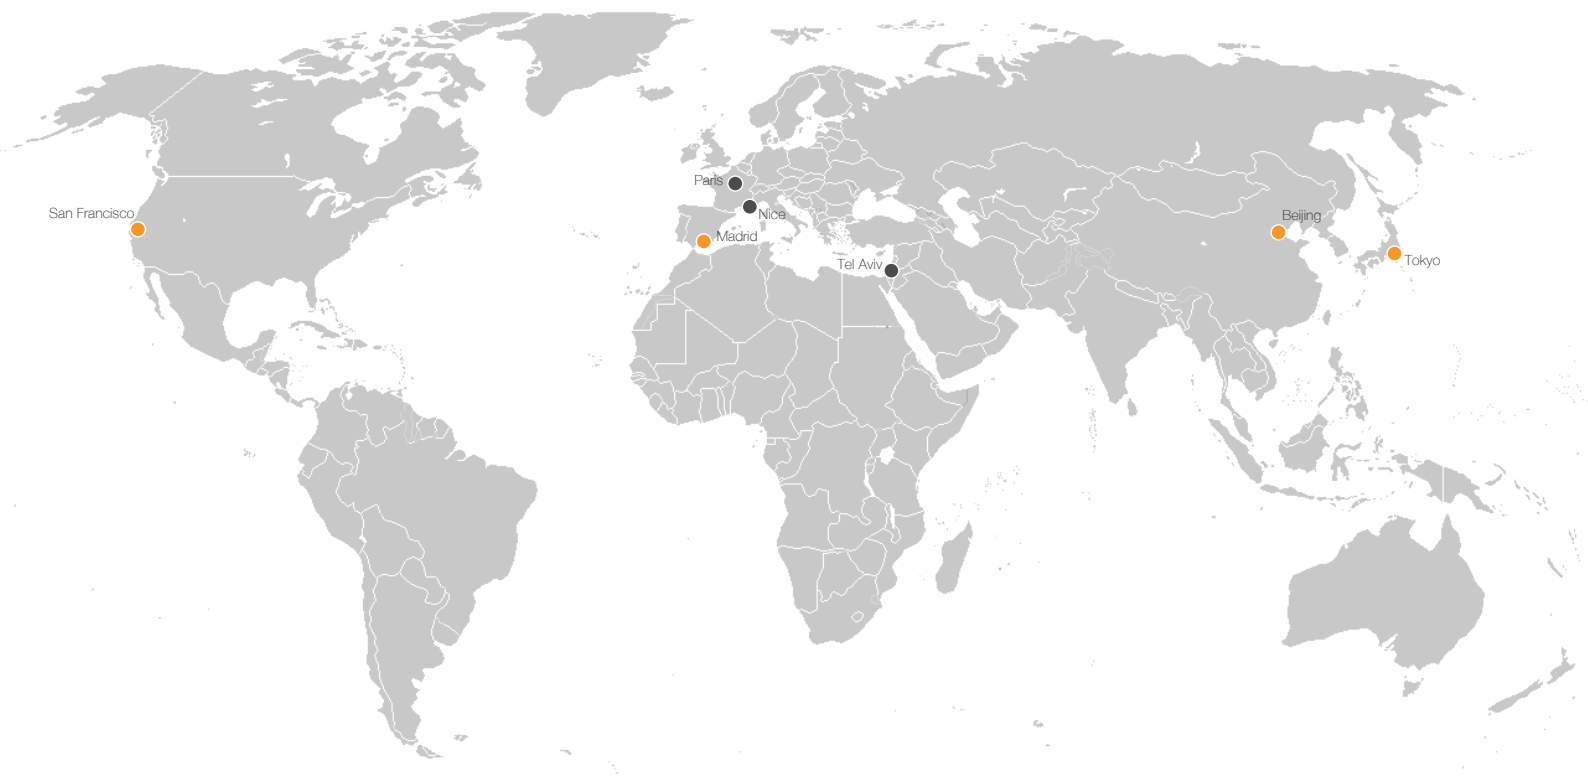 Paris
San Francisco
Nice
Beijing
Madrid
Tel Aviv
Tokyo